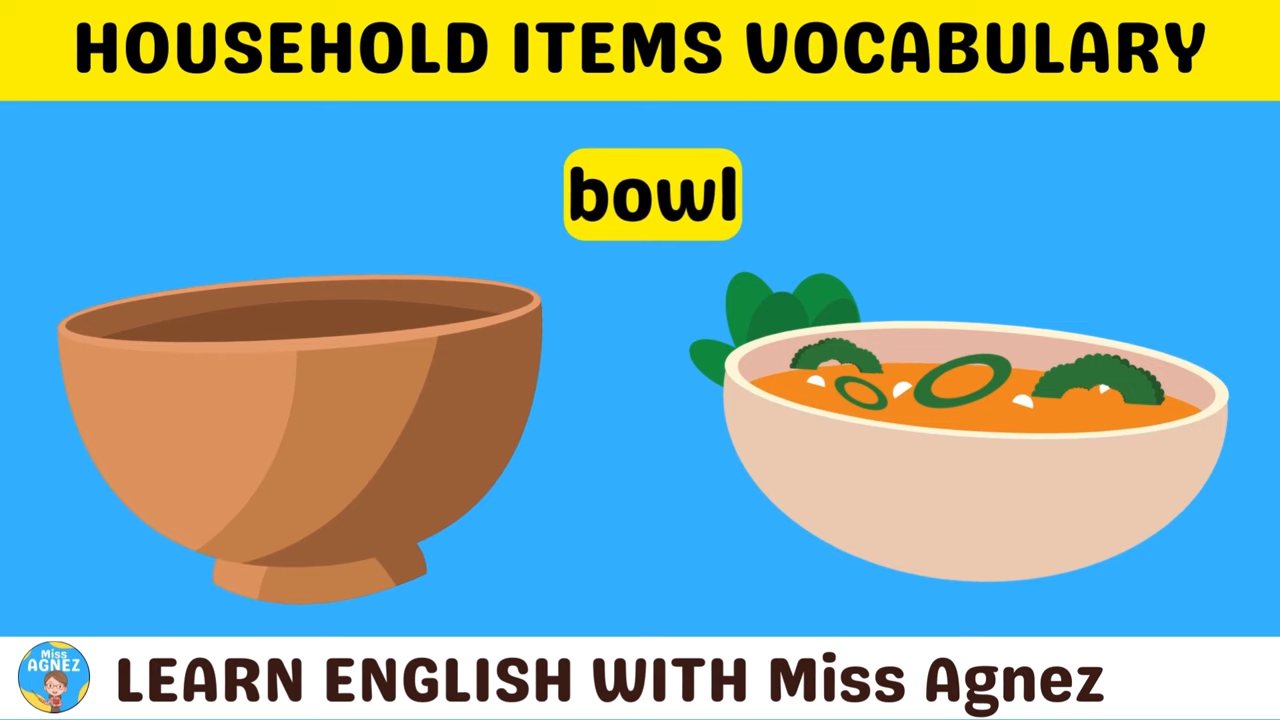 HOUSEHOLD ITEMS VOCABULARY
bowl
Miss
AGNEZ
LEARN ENGLISH WITH Miss Agnez